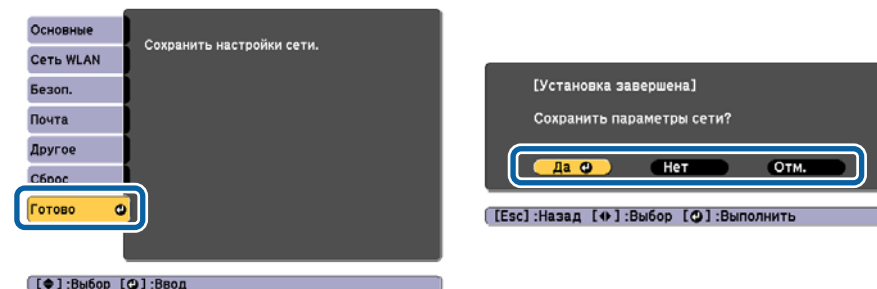 Основные
Сеть WLAN
Безоп.
Почта
Другое
Сброс
Готово
Сохранить настройки сети.
[ ]:Выбор [ ]:Ввод
[Установка завершена]
Сохранить параметры сети?
Да Нет Отм.
[Esc]:Назад [ ]:Выбор [ ]:Выполнить